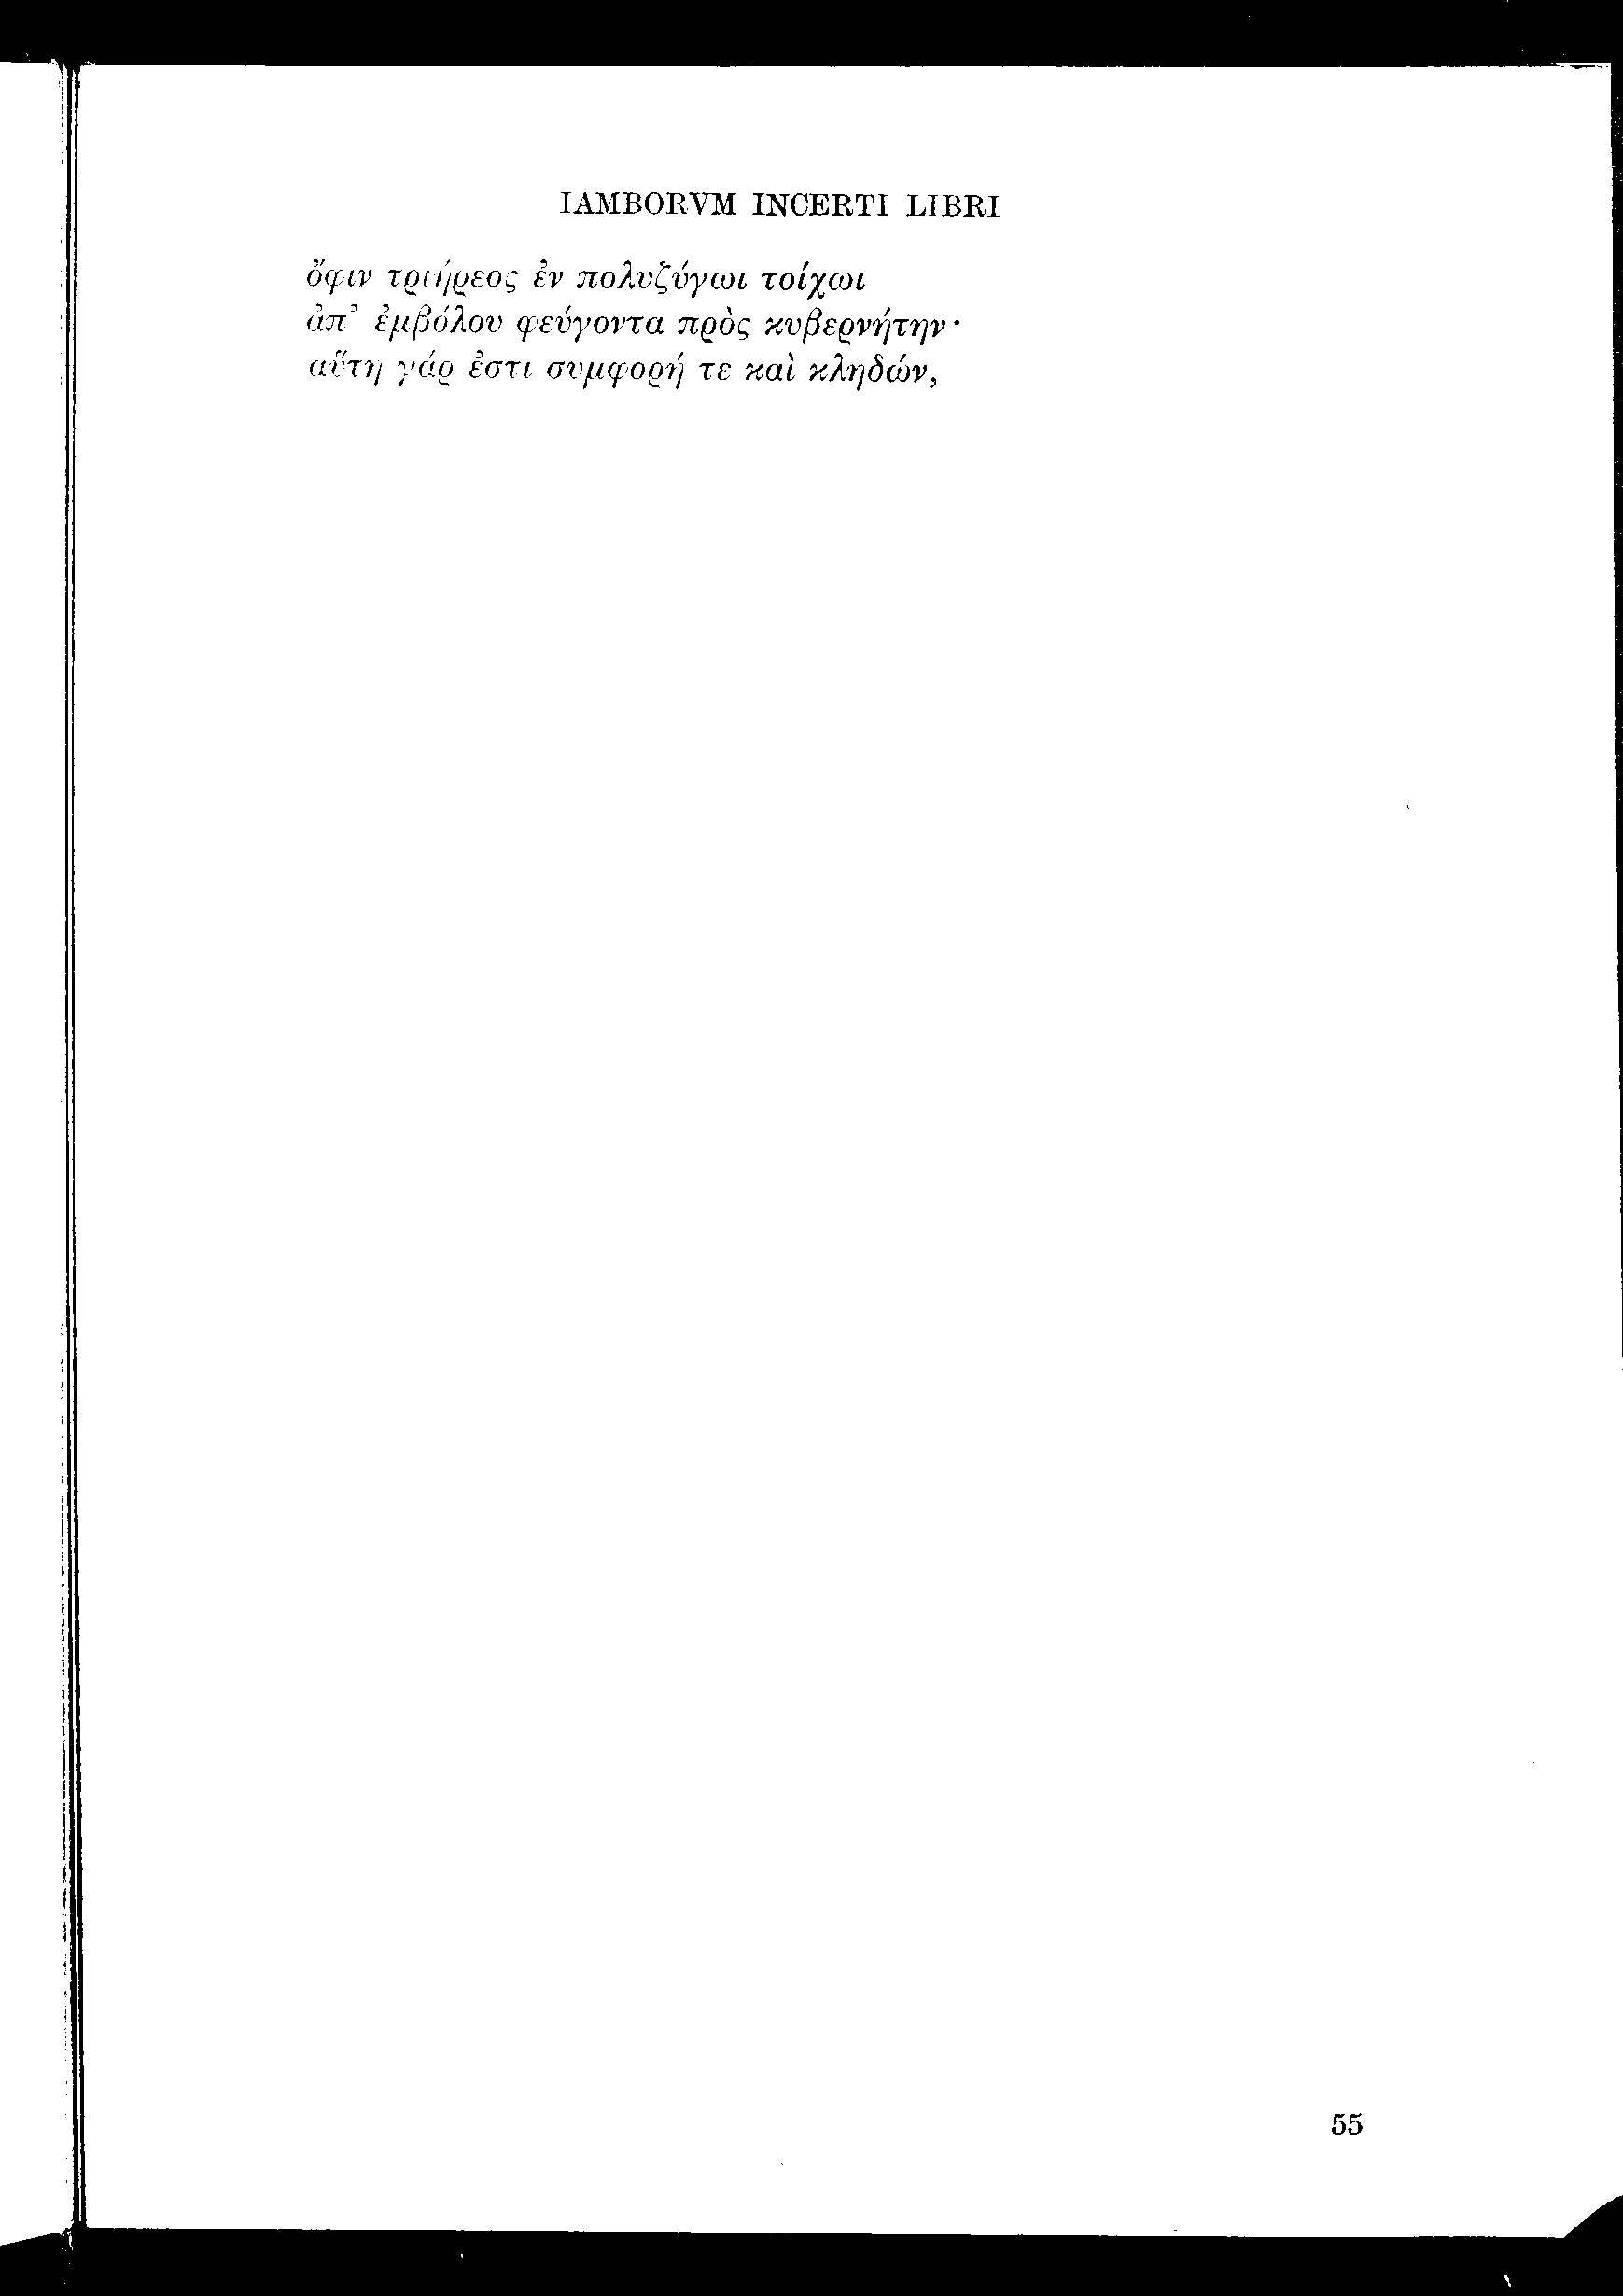 IAMBORVM INCERTI LIBRI
ὄφιν τριήρεος ἐν πολυζύγωι τοίχωι
ἀπ’ ἐμβόλου φεύγοντα πρὸς κυβερνήτην·
αὕτη γάρ ἐστι συμφορή τε καὶ κληδών,
55